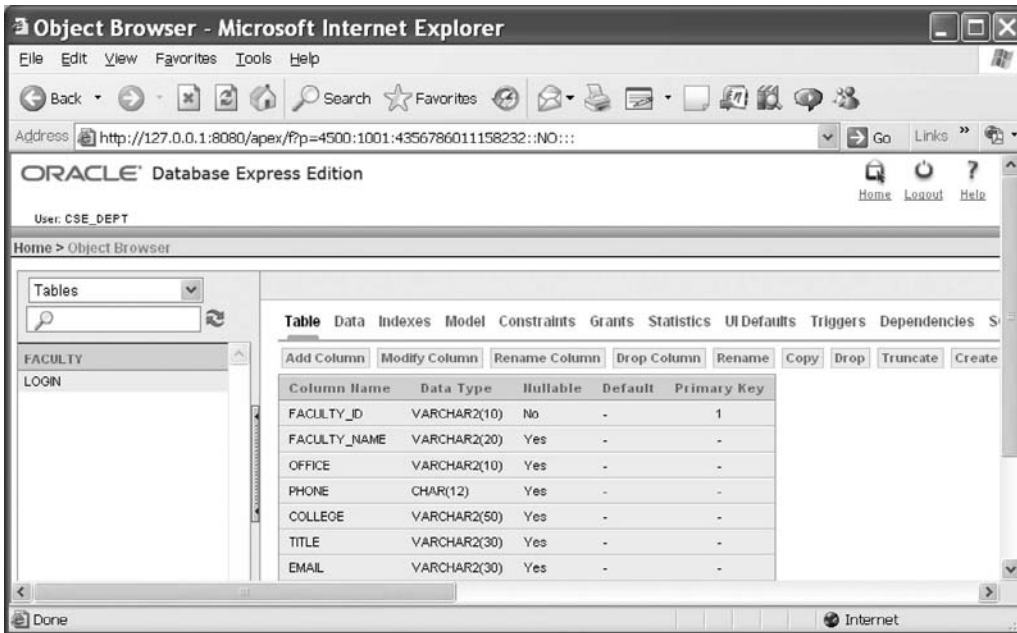 Object Browser - Microsoft Internet Explorer
File Edit View Favorites Tools Help
Back Search Favorites
Address http://127.0.0.1:8080/apex/f?p=4500:1001:4356786011158232::NO::: Go Links »
ORACLE Database Express Edition
Home Logout Help
User: CSE_DEPT
Home > Object Browser
Tables
Table Data Indexes Model Constraints Grants Statistics UI Defaults Triggers Dependencies
Add Column Modify Column Rename Column Drop Column Rename Copy Drop Truncate Create
FACULTY
LOGIN
Column Name Data Type Nullable Default Primary Key
FACULTY_ID VARCHAR2(10) No - 1
FACULTY_NAME VARCHAR2(20) Yes - -
OFFICE VARCHAR2(10) Yes - -
PHONE CHAR(12) Yes - -
COLLEGE VARCHAR2(50) Yes - -
TITLE VARCHAR2(30) Yes - -
EMAIL VARCHAR2(30) Yes - -
Done Internet